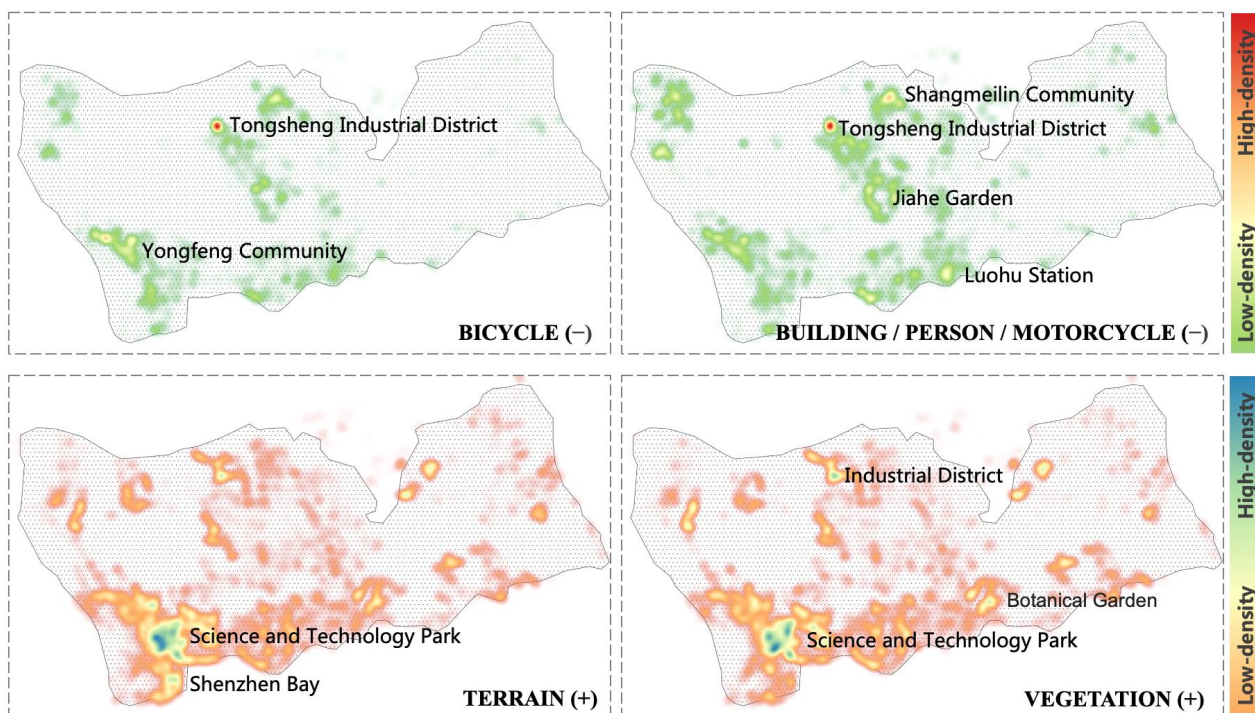 Tongsheng Industrial District
Yongfeng Community
BICYCLE (−)
Shangmeilin Community
Tongsheng Industrial District
Jiahe Garden
Luohu Station
BUILDING / PERSON / MOTORCYCLE (−)
High-density
Low-density
Science and Technology Park
Shenzhen Bay
TERRAIN (+)
Industrial District
Botanical Garden
Science and Technology Park
VEGETATION (+)
High-density
Low-density